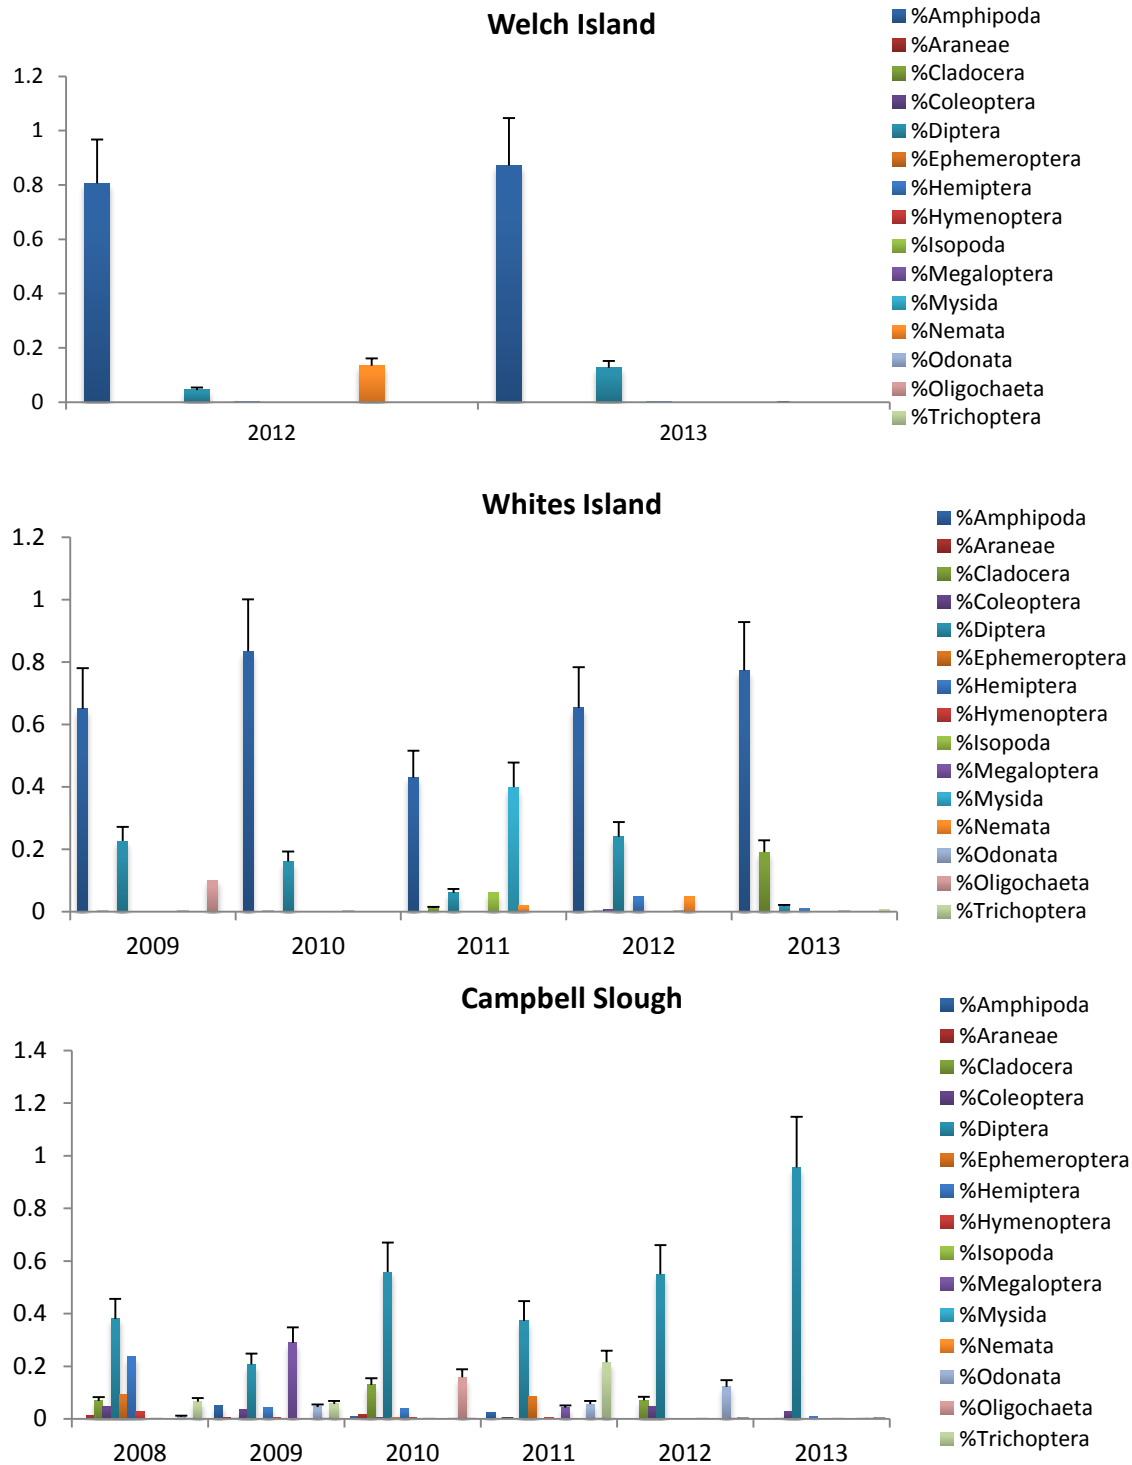 Welch Island
1.2
1
0.8
0.6
0.4
0.2
0
2012 2013
%Amphipoda
%Araneae
%Cladocera
%Coleoptera
%Diptera
%Ephemeroptera
%Hemiptera
%Hymenoptera
%Isopoda
%Megaloptera
%Mysida
%Nemata
%Odonata
%Oligochaeta
%Trichoptera
Whites Island
1.2
1
0.8
0.6
0.4
0.2
0
2009 2010 2011 2012 2013
%Amphipoda
%Araneae
%Cladocera
%Coleoptera
%Diptera
%Ephemeroptera
%Hemiptera
%Hymenoptera
%Isopoda
%Megaloptera
%Mysida
%Nemata
%Odonata
%Oligochaeta
%Trichoptera
Campbell Slough
1.4
1.2
1
0.8
0.6
0.4
0.2
0
2008 2009 2010 2011 2012 2013
%Amphipoda
%Araneae
%Cladocera
%Coleoptera
%Diptera
%Ephemeroptera
%Hemiptera
%Hymenoptera
%Isopoda
%Megaloptera
%Mysida
%Nemata
%Odonata
%Oligochaeta
%Trichoptera